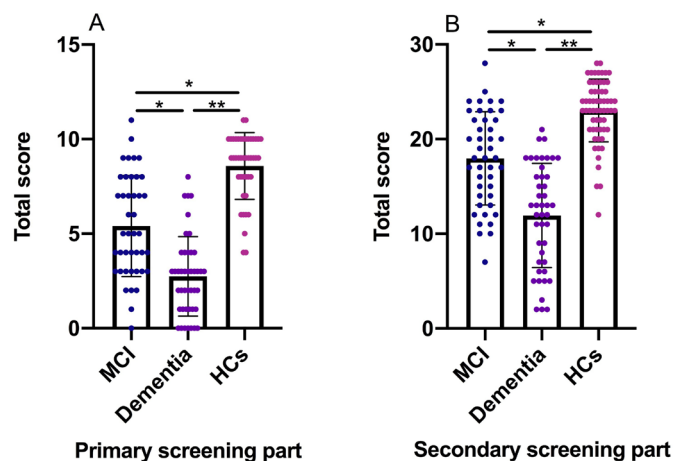 A
15
10
5
0
Total score
*
* **
MCI
Dementia
HCs
Primary screening part
B
30
20
10
0
Total score
*
* **
MCI
Dementia
HCs
Secondary screening part